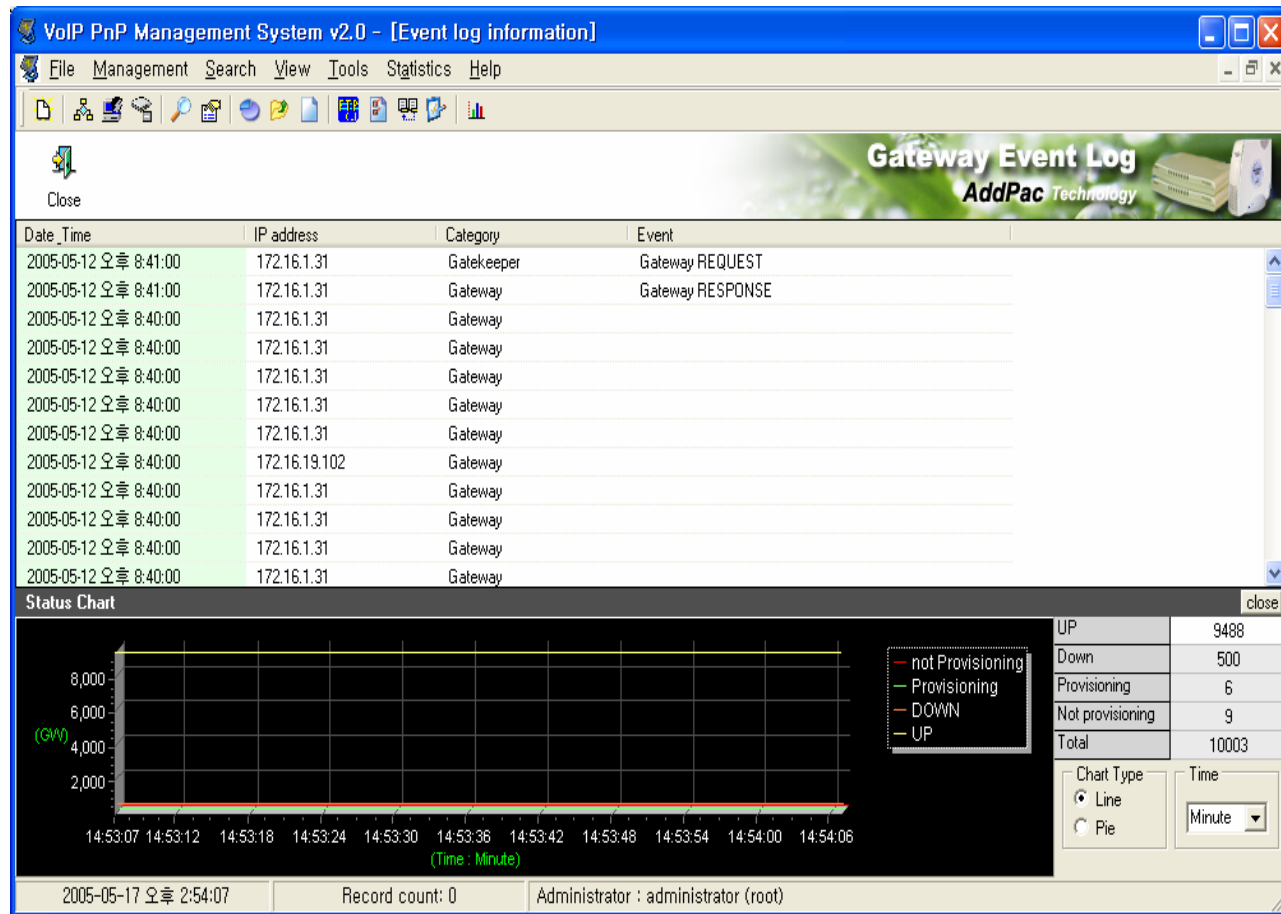 VoIP PnP Management System v2.0 - [Event log information]
File Management Search View Tools Statistics Help
Close
Gateway Event Log
AddPac Technology
Date_Time IP address Category Event
2005-05-12 오후 8:41:00 172.16.1.31 Gatekeeper Gateway REQUEST
2005-05-12 오후 8:41:00 172.16.1.31 Gateway Gateway RESPONSE
2005-05-12 오후 8:40:00 172.16.1.31 Gateway
2005-05-12 오후 8:40:00 172.16.1.31 Gateway
2005-05-12 오후 8:40:00 172.16.1.31 Gateway
2005-05-12 오후 8:40:00 172.16.1.31 Gateway
2005-05-12 오후 8:40:00 172.16.1.31 Gateway
2005-05-12 오후 8:40:00 172.16.19.102 Gateway
2005-05-12 오후 8:40:00 172.16.1.31 Gateway
2005-05-12 오후 8:40:00 172.16.1.31 Gateway
2005-05-12 오후 8:40:00 172.16.1.31 Gateway
2005-05-12 오후 8:40:00 172.16.1.31 Gateway
Status Chart close
8,000
6,000
(GW)
4,000
2,000
14:53:07 14:53:12 14:53:18 14:53:24 14:53:30 14:53:36 14:53:42 14:53:48 14:53:54 14:54:00 14:54:06
(Time : Minute)
not Provisioning
Provisioning
DOWN
UP
UP 9488
Down 500
Provisioning 6
Not provisioning 9
Total 10003
Chart Type Time
Line
Pie
Minute
2005-05-17 오후 2:54:07 Record count: 0 Administrator : administrator (root)